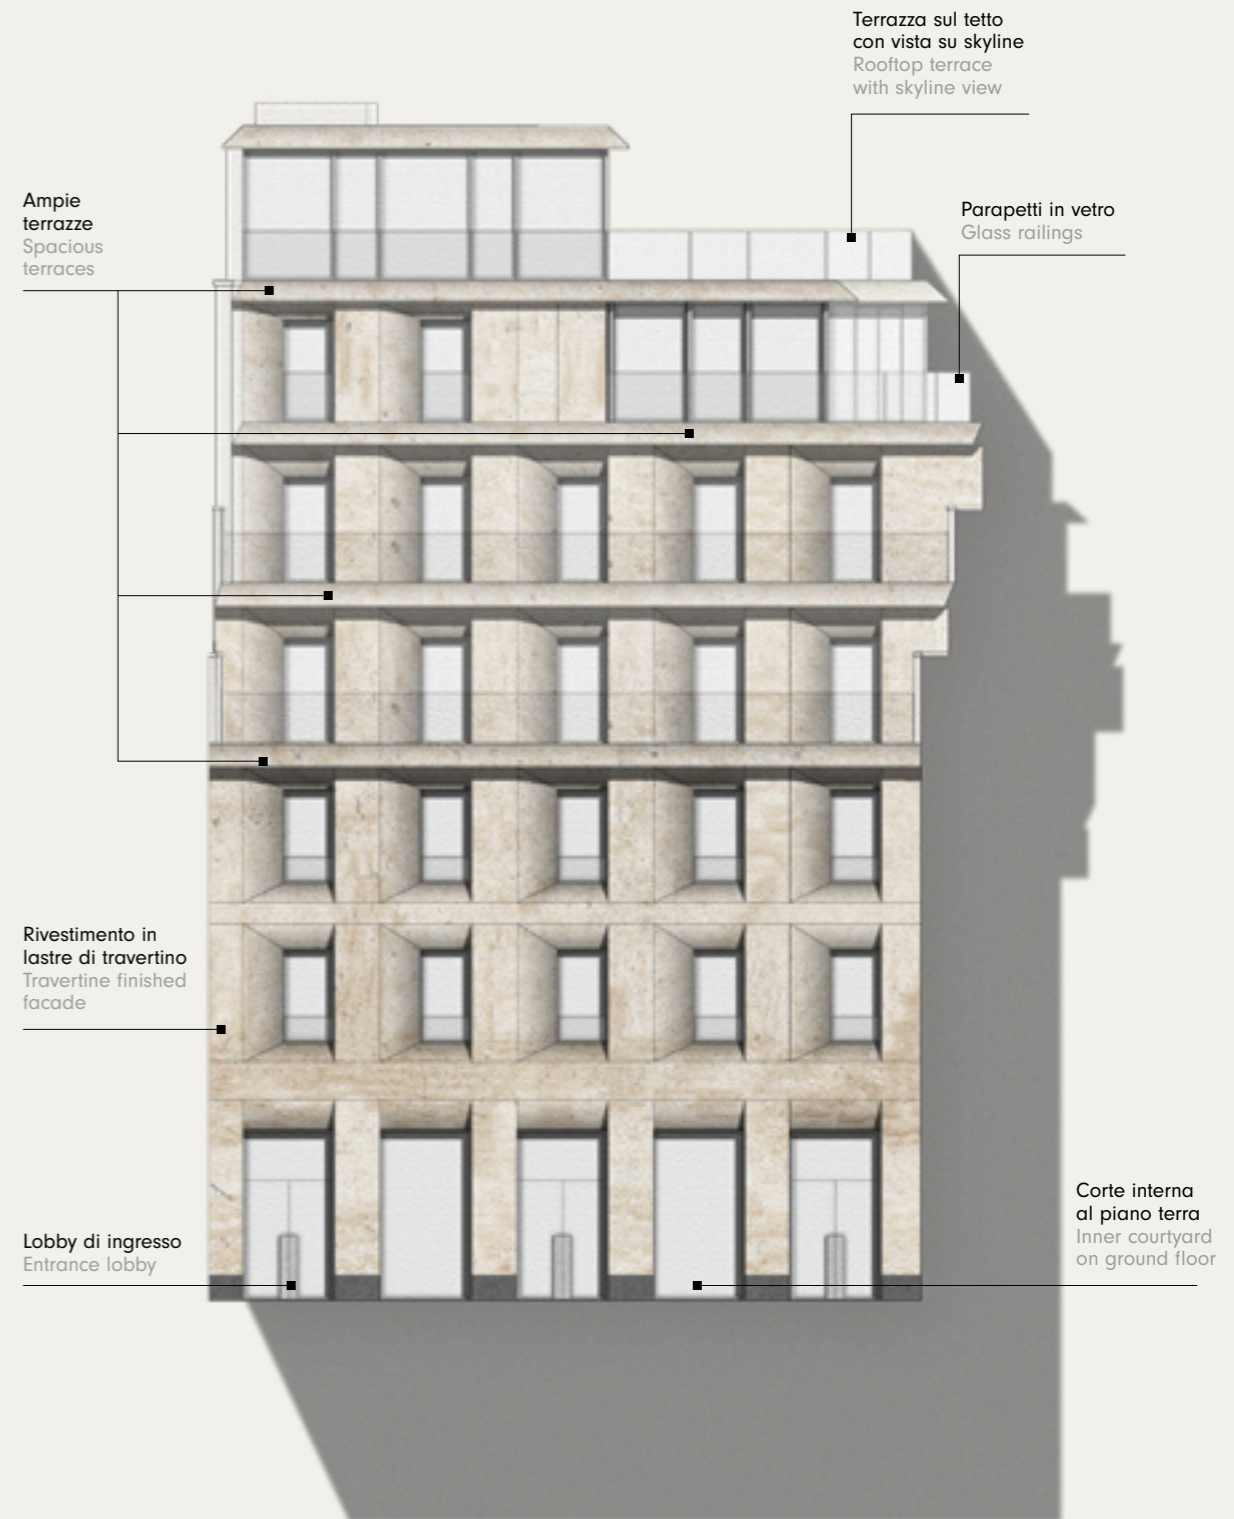 Terrazza sul tetto
con vista su skyline
Rooftop terrace
with skyline view
Ampie
terrazze
Spacious
terraces
Parapetti in vetro
Glass railings
Rivestimento in
lastre di travertino
Travertine finished
facade
Lobby di ingresso
Entrance lobby
Corte interna
al piano terra
Inner courtyard
on ground floor